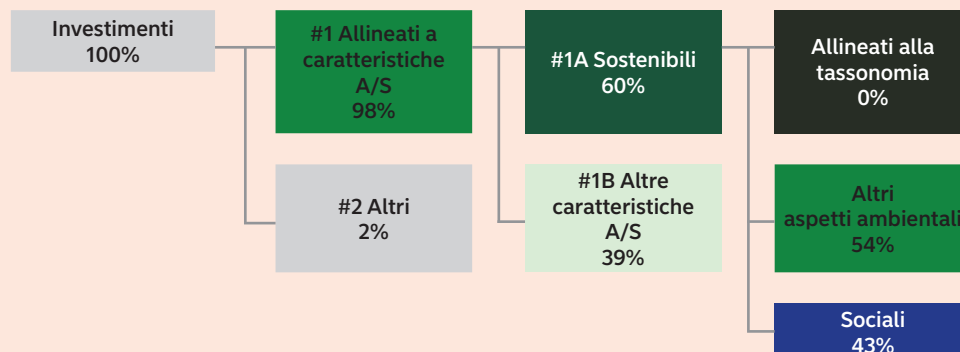 Investimenti
100%
#1 Allineati a
caratteristiche
A/S
98%
#1A Sostenibili
60%
Allineati alla
tassonomia
0%
#2 Altri
2%
#1B Altre
caratteristiche
A/S
39%
Altri
aspetti ambientali
54%
Sociali
43%